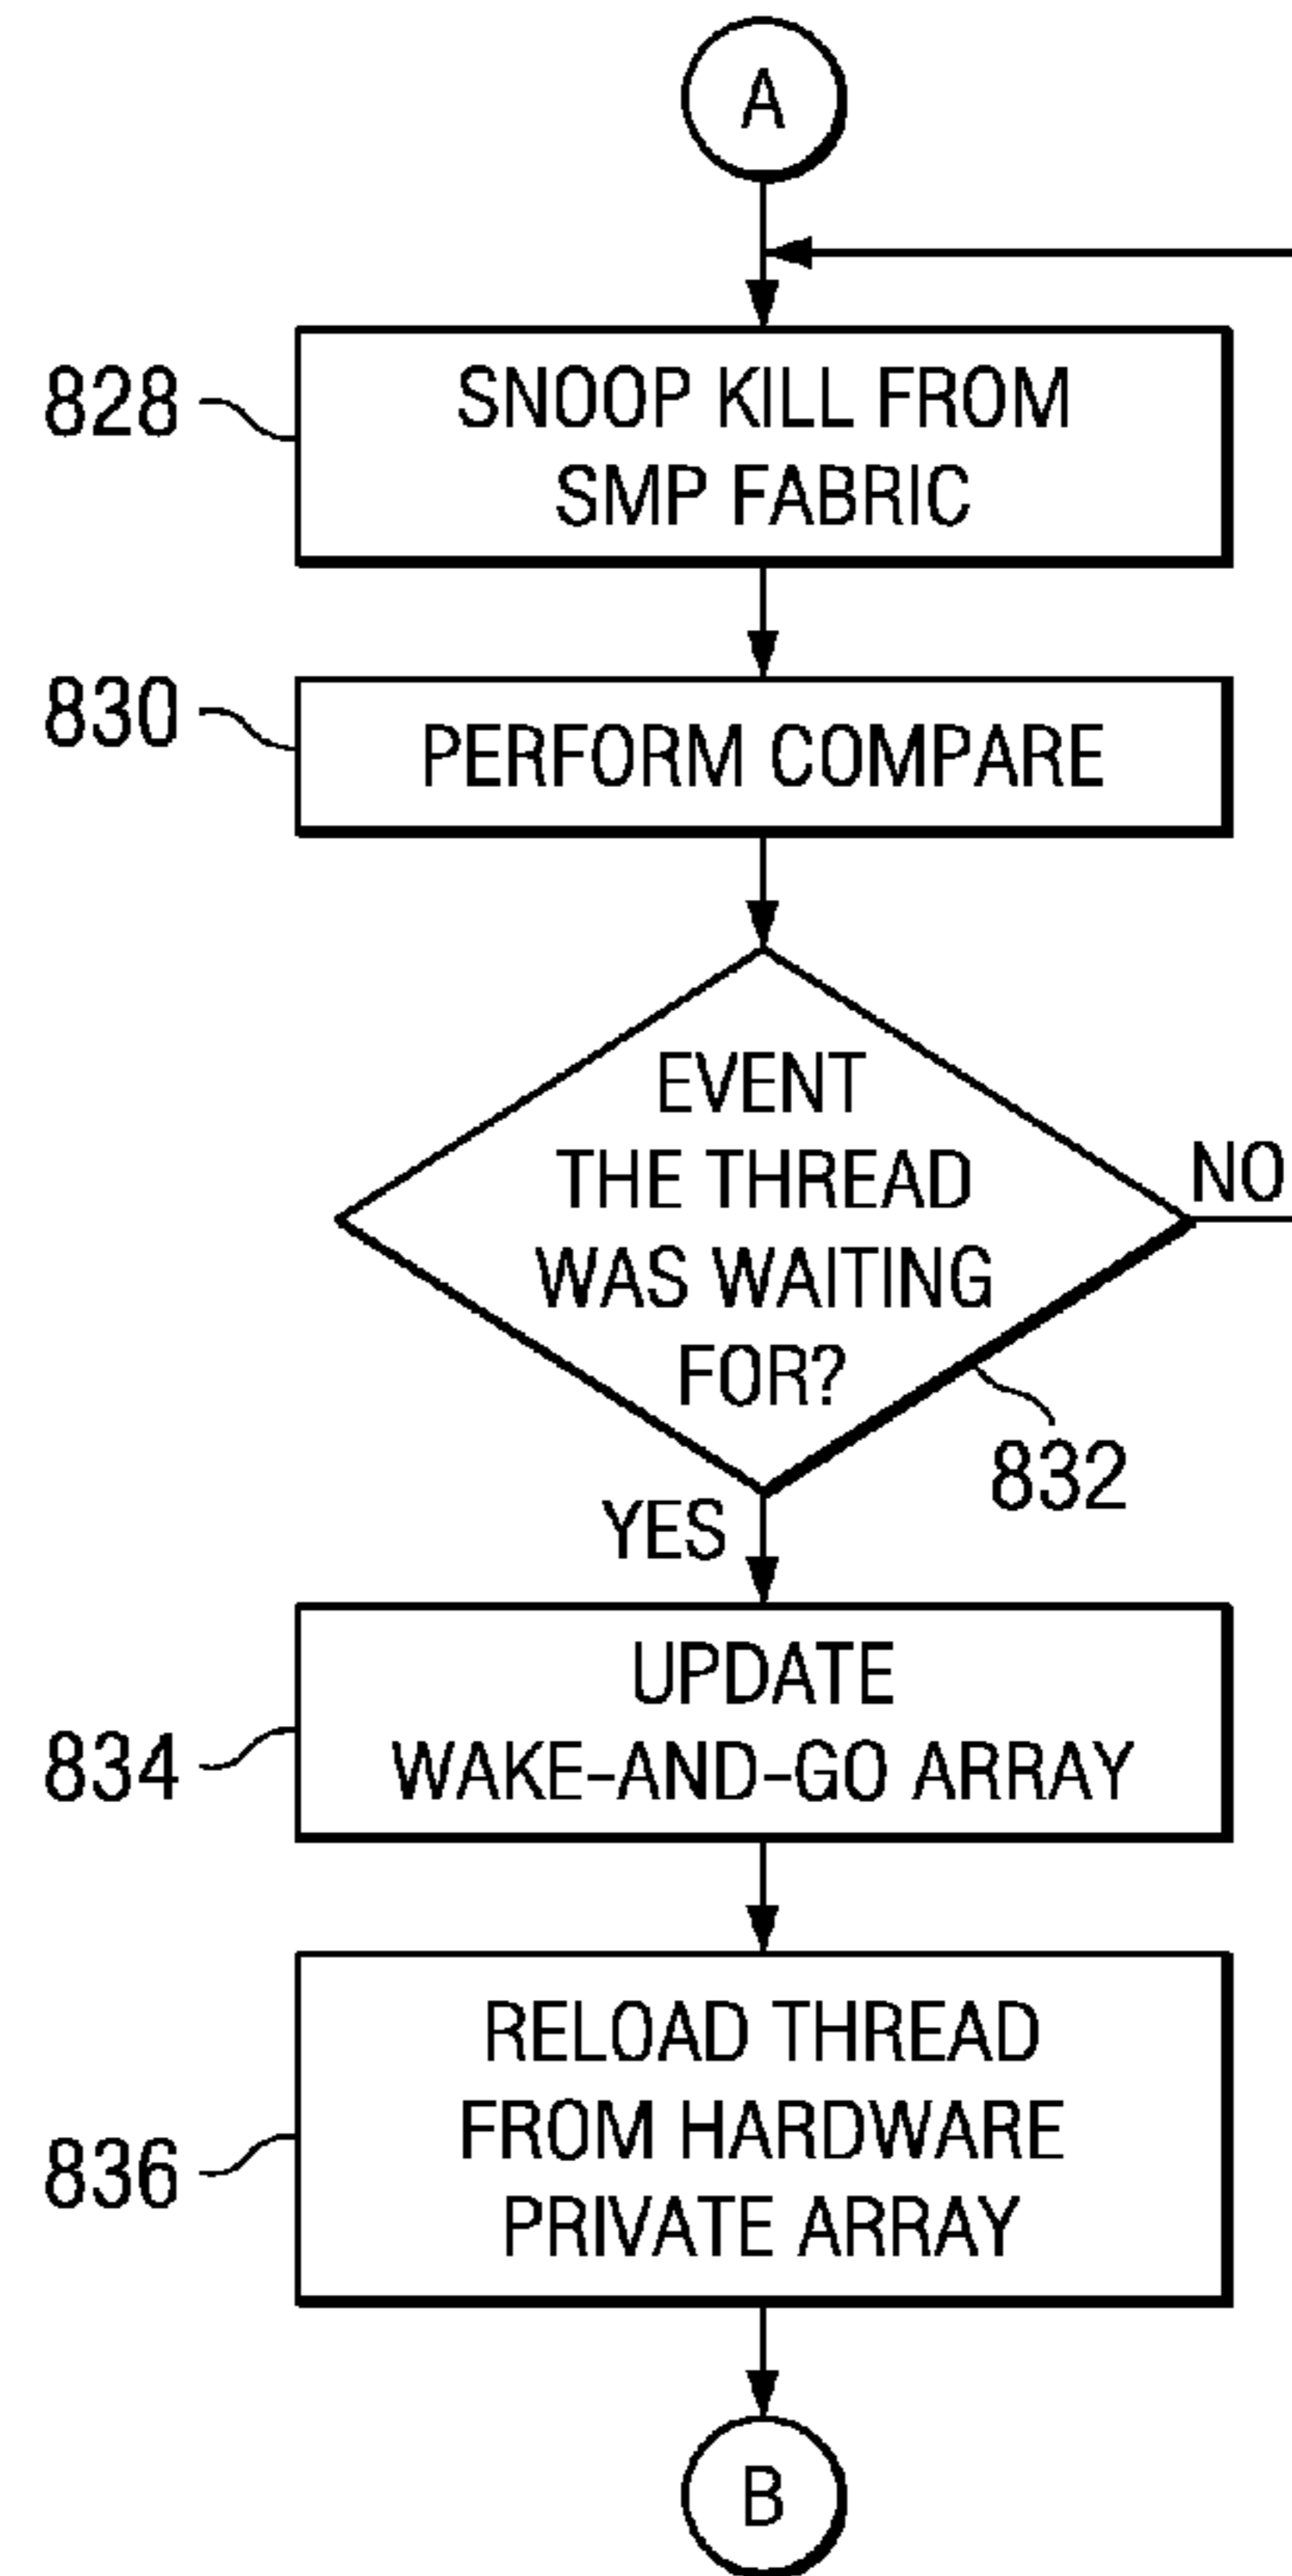 A
828
SNOOP KILL FROM
SMP FABRIC
830
PERFORM COMPARE
EVENT
THE THREAD
WAS WAITING
FOR?
NO
832
YES
834
UPDATE
WAKE-AND-GO ARRAY
836
RELOAD THREAD
FROM HARDWARE
PRIVATE ARRAY
B